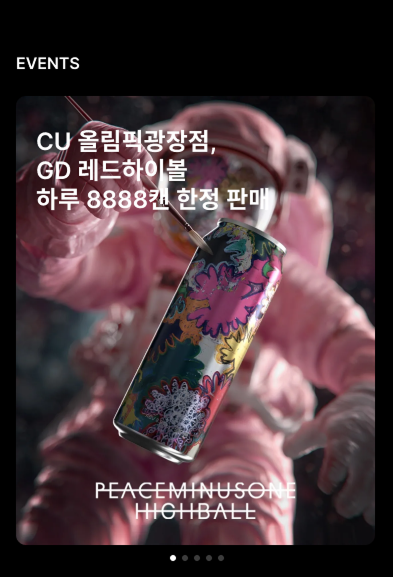 EVENTS
CU 올림픽광장점,
GD 레드하이볼
하루 8888캔 한정 판매
PEACEMINUSONE
HIGHBALL